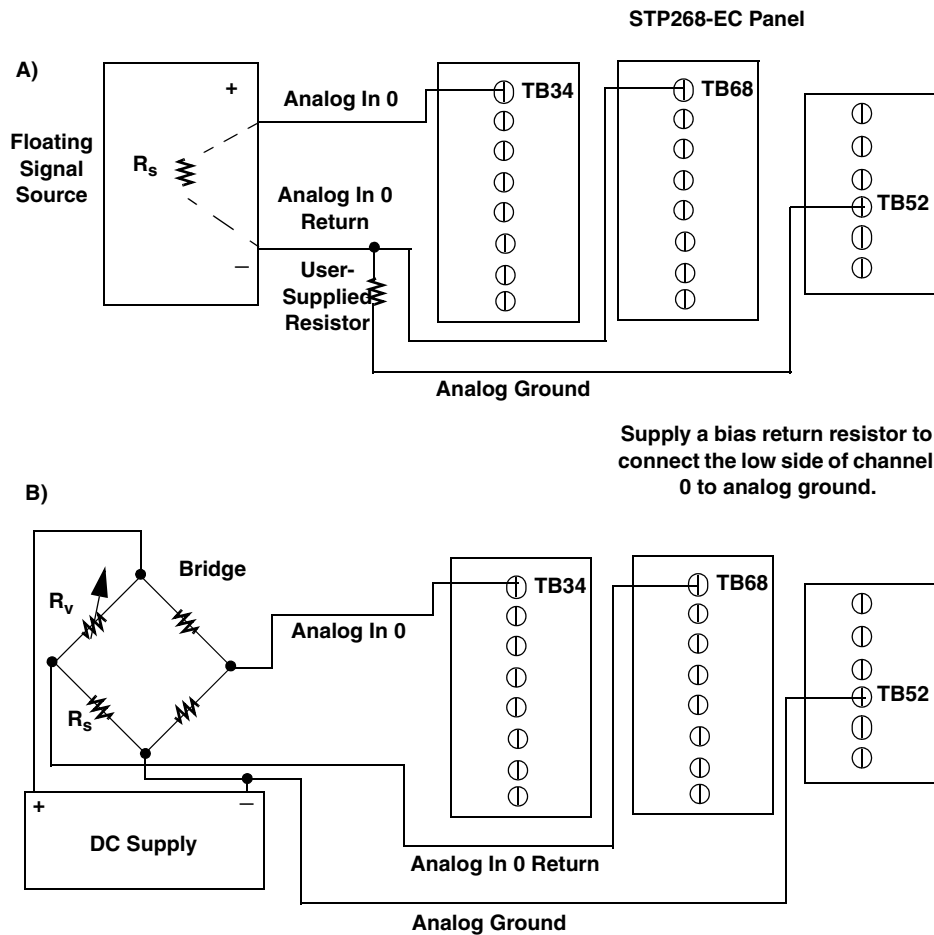 STP268-EC Panel
A)
+
Analog In 0
TB34
TB68
Floating
Signal
Source
Rs
TB52
Analog In 0
Return
–
User-
Supplied
Resistor
Analog Ground
Supply a bias return resistor to
connect the low side of channel
0 to analog ground.
B)
Bridge
Rv
TB34
TB68
Analog In 0
Rs
TB52
+
–
DC Supply
Analog In 0 Return
Analog Ground